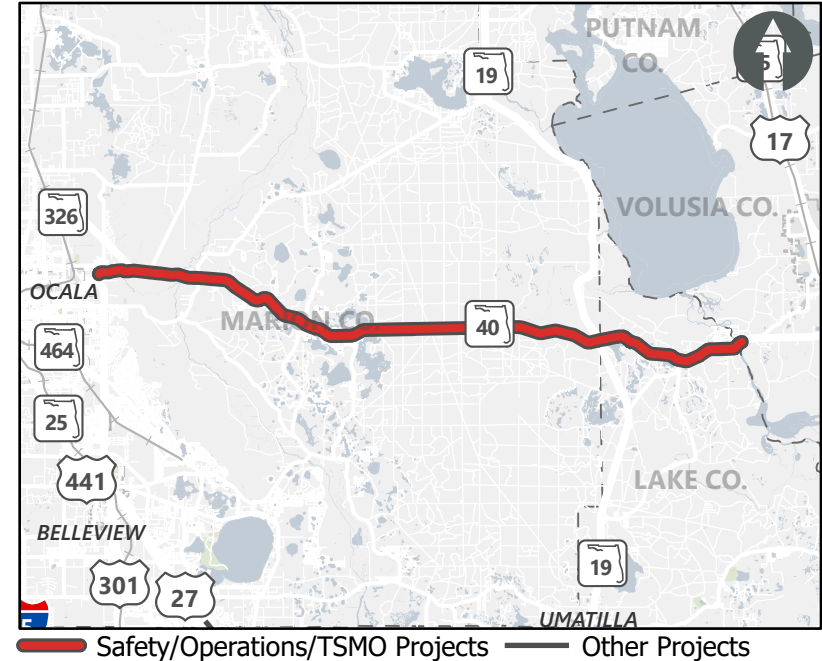 PUTNAM
CO.
19
17
VOLUSIA CO.
326
OCALA
MARION CO.
40
464
25
441
LAKE CO.
BELLEVIEW
301
27
19
UMATILLA
Safety/Operations/TSMO Projects
Other Projects